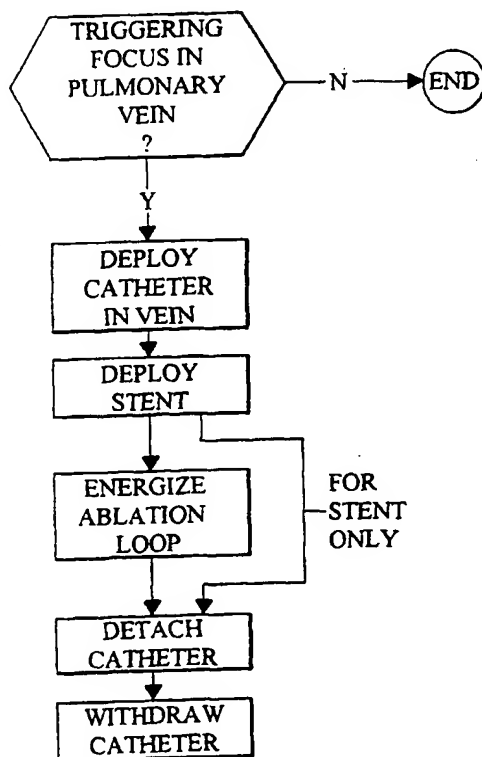 TRIGGERING
FOCUS IN
PULMONARY
VEIN
?
N
END
Y
DEPLOY
CATHETER
IN VEIN
DEPLOY
STENT
ENERGIZE
ABLATION
LOOP
FOR
STENT
ONLY
DETACH
CATHETER
WITHDRAW
CATHETER